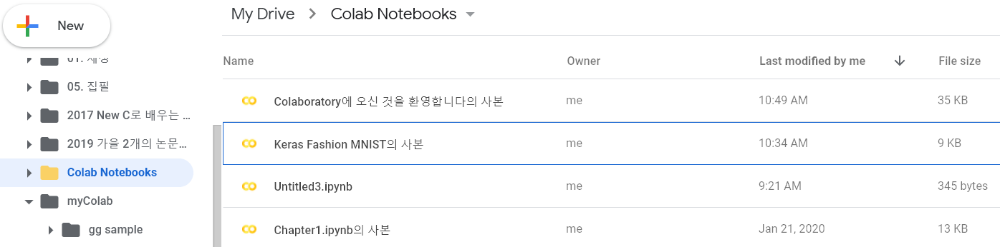 My Drive > Colab Notebooks
New
Name Owner Last modified by me File size
05. 집필
2017 New C로 배우는 ...
2019 가을 2개의 논문...
Colab Notebooks
myColab
gg sample
Colaboratory에 오신 것을 환영합니다의 사본 me 10:49 AM 35 KB
Keras Fashion MNIST의 사본 me 10:34 AM 9 KB
Untitled3.ipynb me 9:21 AM 345 bytes
Chapter1.ipynb의 사본 me Jan 21, 2020 13 KB